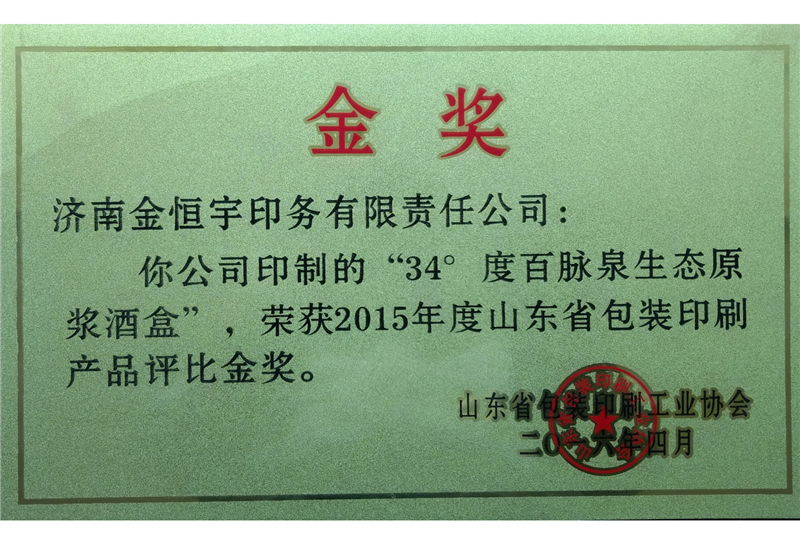 金 奖
济南金恒宇印务有限责任公司：
你公司印制的“34°度百脉泉生态原
浆酒盒”，荣获2015年度山东省包装印刷
产品评比金奖。
山东省包装印刷工业协会
二〇一六年四月